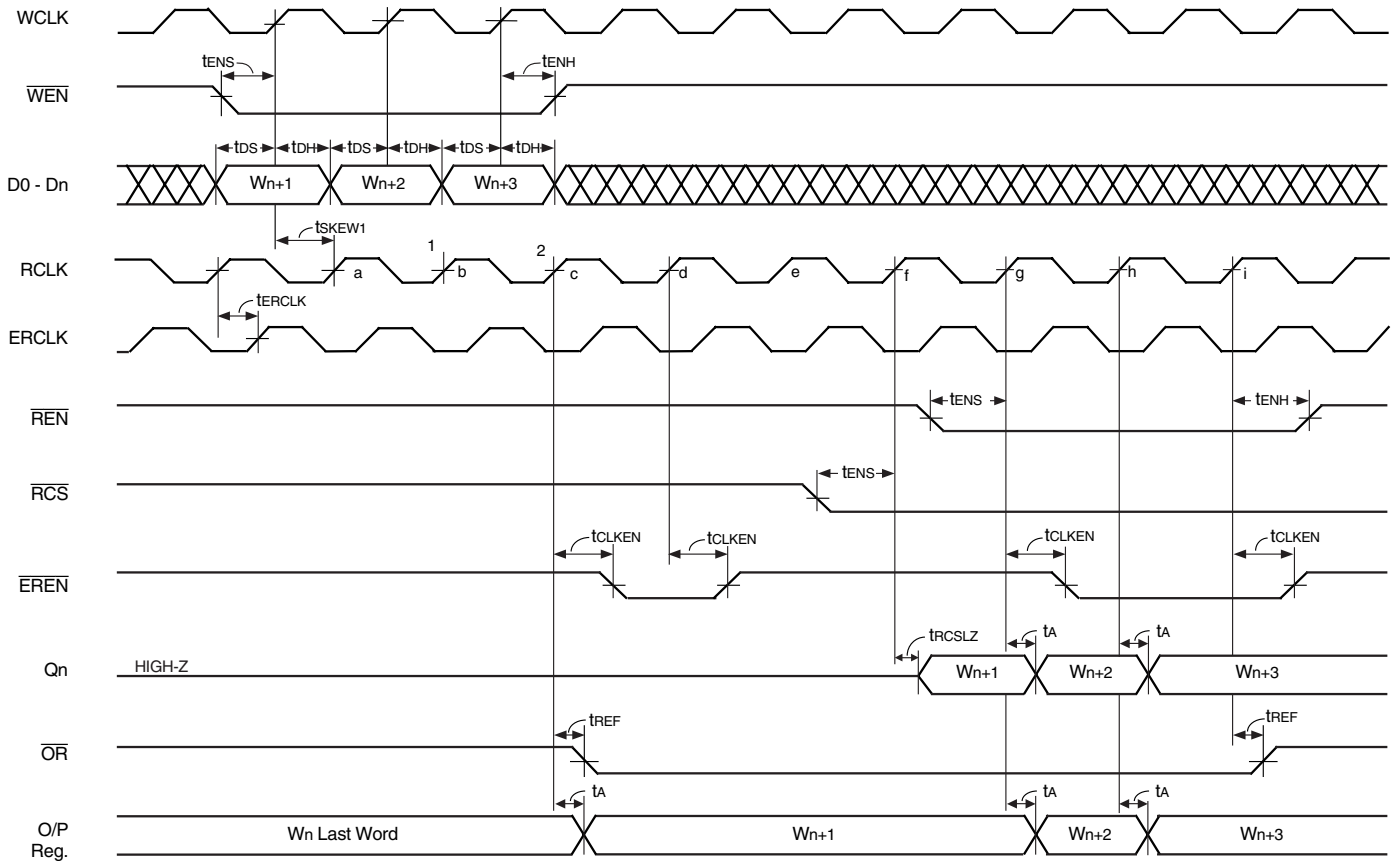 WCLK
tENS
tENH
WEN
tDS tDH tDS tDH tDS tDH
D0 - Dn
Wn+1 Wn+2 Wn+3
tSKEW1
1 2
RCLK
a b c d e f g h i
tERCLK
ERCLK
REN
tENS tENH
RCS
tENS
tCLKEN tCLKEN tCLKEN tCLKEN
EREN
tRCSLZ tA tA
Qn
HIGH-Z
Wn+1 Wn+2 Wn+3
tREF tREF
OR
tA tA tA
O/P
Reg.
Wn Last Word Wn+1 Wn+2 Wn+3